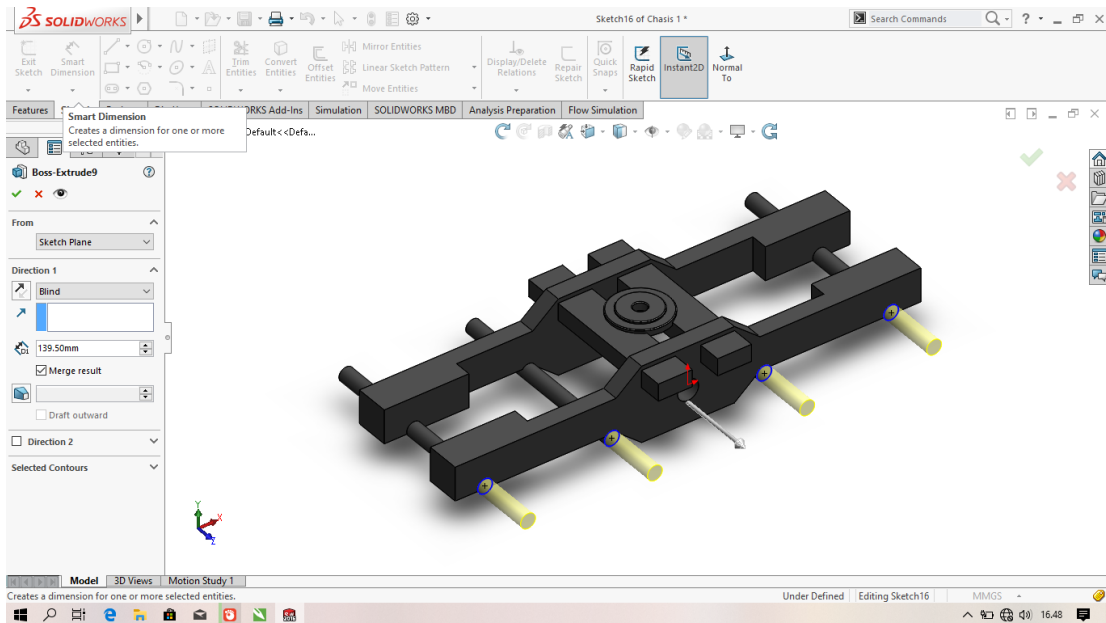 SOLIDWORKS
Sketch16 of Chasis 1 *
Search Commands
Exit Sketch
Smart Dimension
Trim Entities
Convert Entities
Offset Entities
Mirror Entities
Linear Sketch Pattern
Move Entities
Display/Delete Relations
Repair Sketch
Quick Snaps
Rapid Sketch
Instant2D
Normal To
Features
SOLIDWORKS Add-Ins
Simulation
SOLIDWORKS MBD
Analysis Preparation
Flow Simulation
Smart Dimension
Creates a dimension for one or more
selected entities.
Default<<Defa...
Boss-Extrude9
From
Sketch Plane
Direction 1
Blind
D1
139.50mm
Merge result
Draft outward
Direction 2
Selected Contours
Y
X
Z
Model
3D Views
Motion Study 1
Creates a dimension for one or more selected entities.
Under Defined
Editing Sketch16
MMGS
16.48